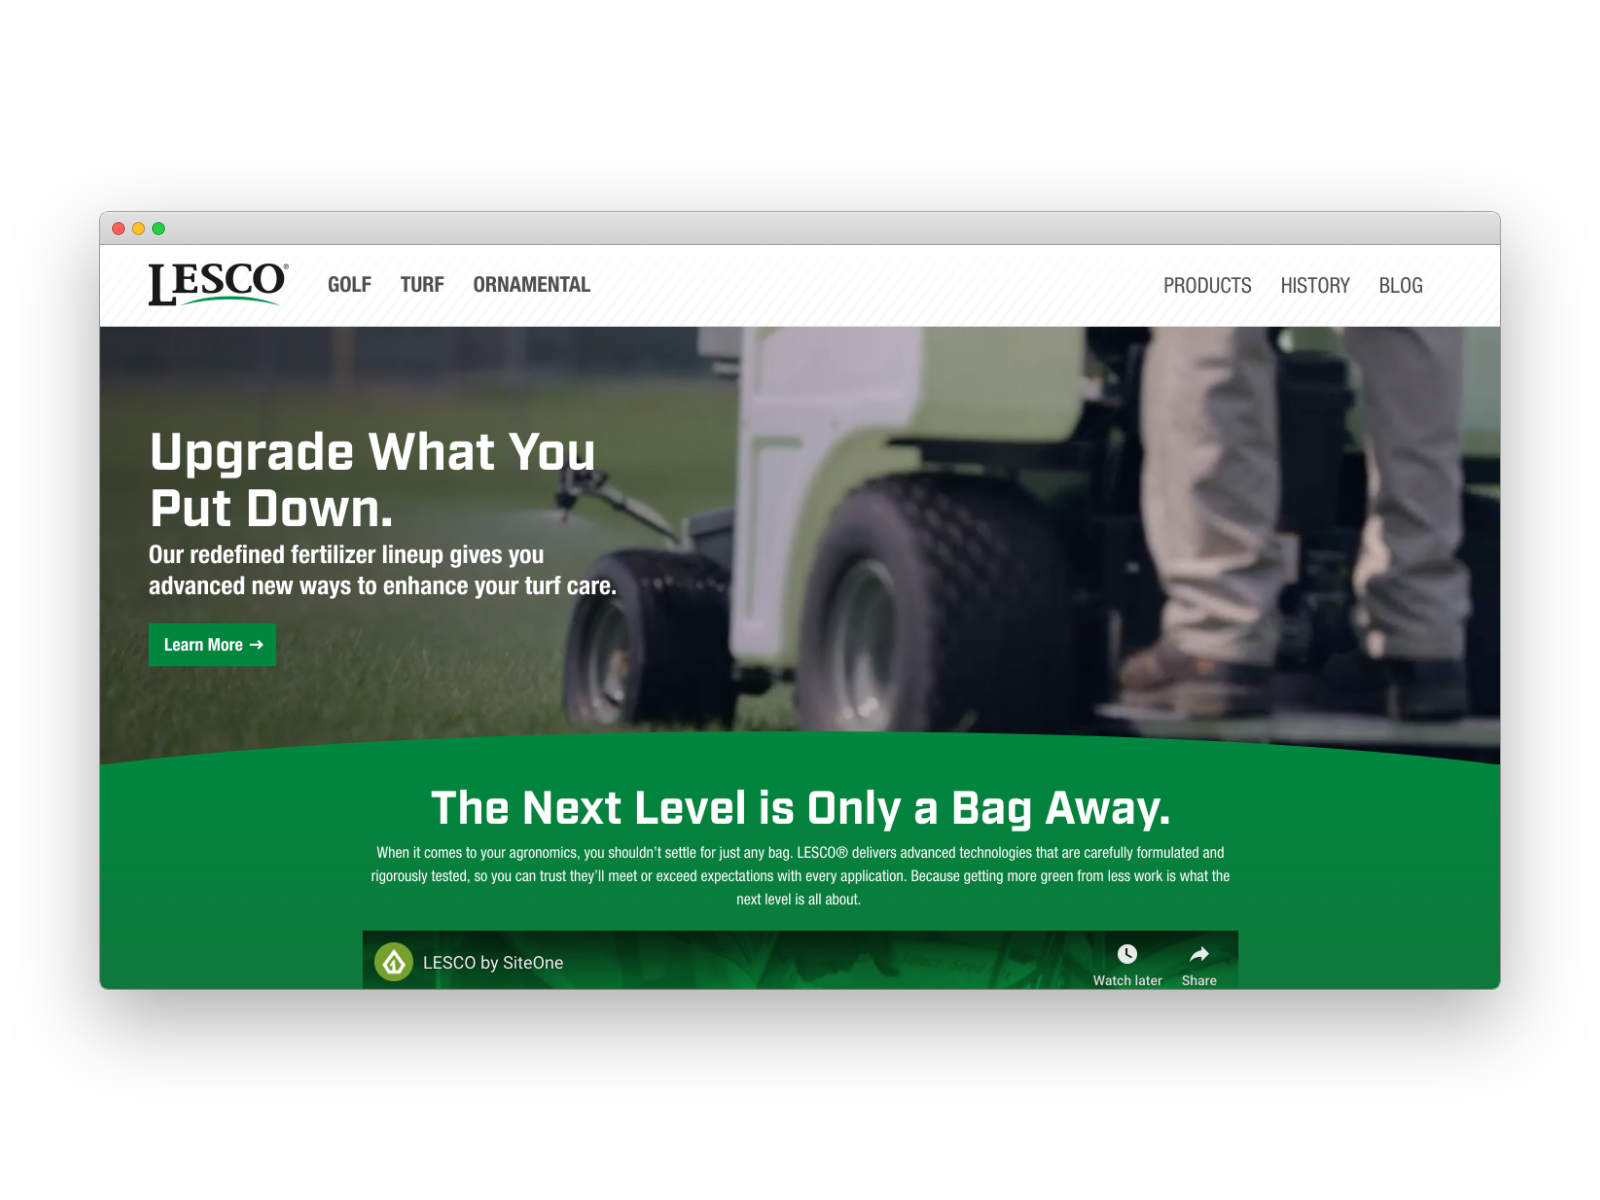 LESCO®
GOLF TURF ORNAMENTAL
PRODUCTS HISTORY BLOG
Upgrade What You
Put Down.
Our redefined fertilizer lineup gives you
advanced new ways to enhance your turf care.
Learn More →
The Next Level is Only a Bag Away.
When it comes to your agronomics, you shouldn't settle for just any bag. LESCO® delivers advanced technologies that are carefully formulated and
rigorously tested, so you can trust they'll meet or exceed expectations with every application. Because getting more green from less work is what the
next level is all about.
LESCO by SiteOne
Watch later Share